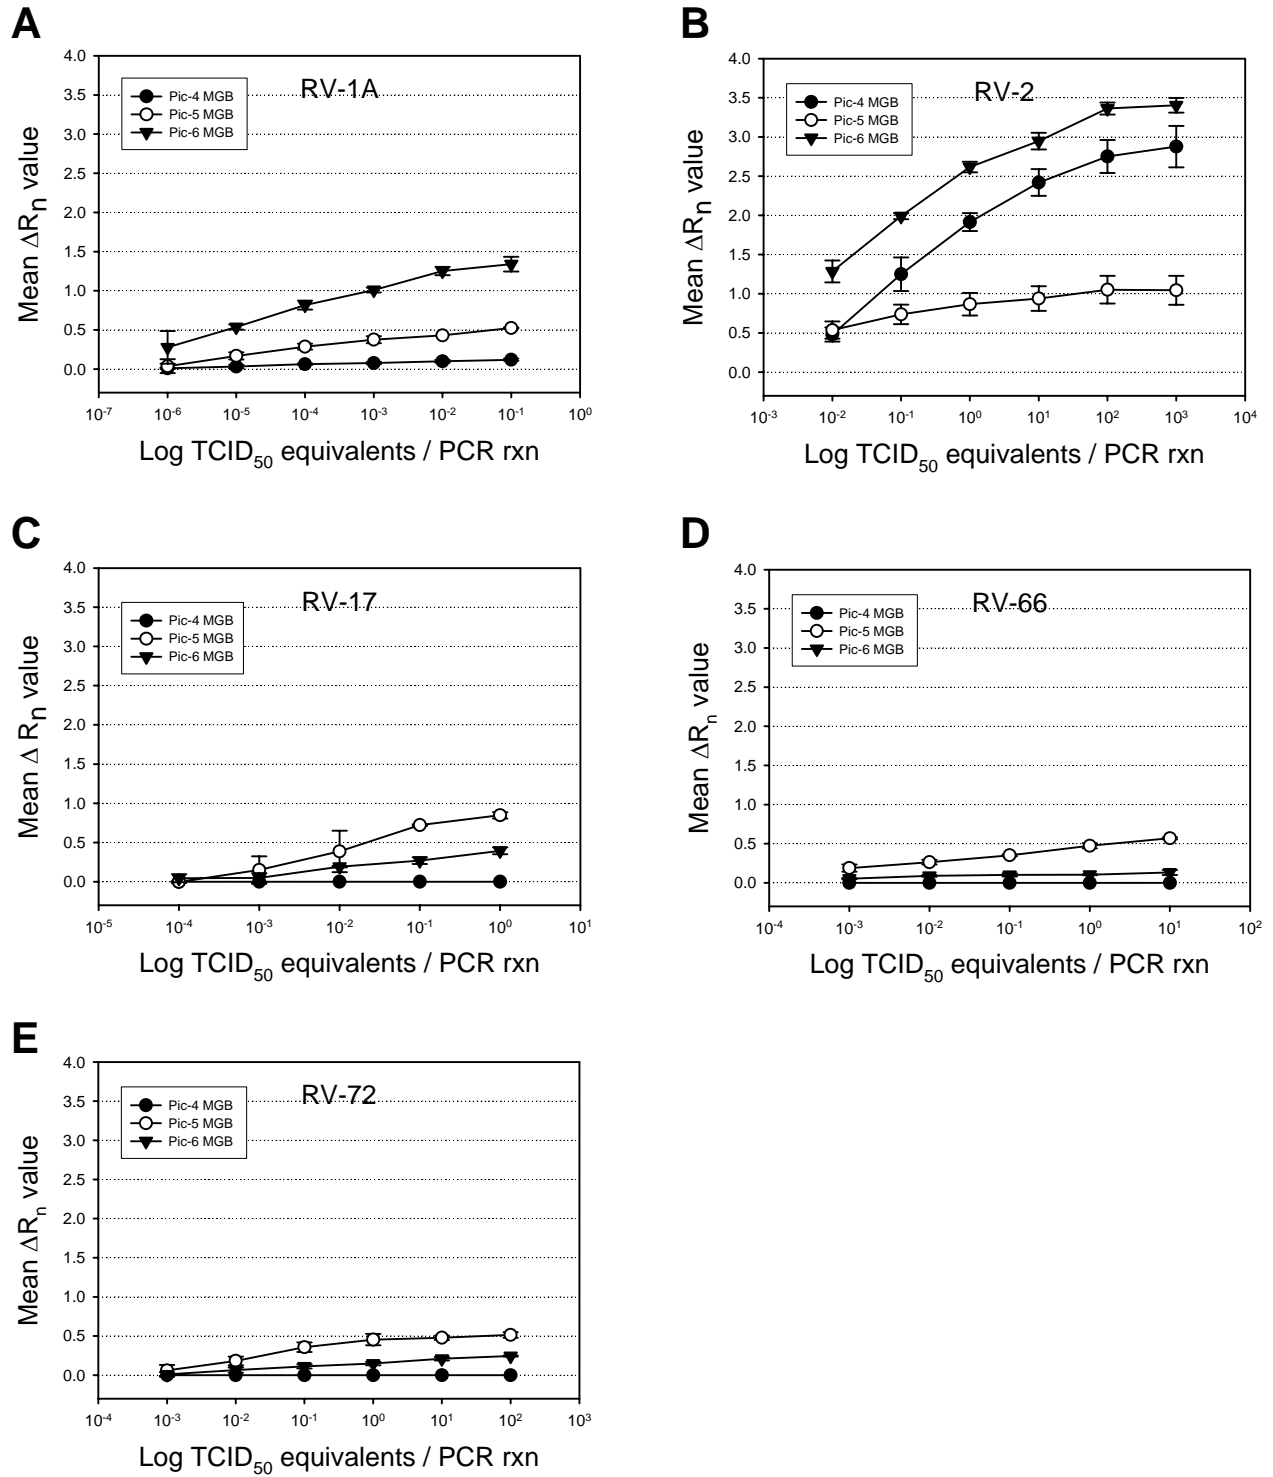 A
RV-1A
Pic-4 MGB
Pic-5 MGB
Pic-6 MGB
4.0
3.5
3.0
2.5
2.0
1.5
1.0
0.5
0.0
Mean ΔRn value
10-7 10-6 10-5 10-4 10-3 10-2 10-1 100
Log TCID50 equivalents / PCR rxn
B
RV-2
Pic-4 MGB
Pic-5 MGB
Pic-6 MGB
4.0
3.5
3.0
2.5
2.0
1.5
1.0
0.5
0.0
Mean ΔRn value
10-3 10-2 10-1 100 101 102 103 104
Log TCID50 equivalents / PCR rxn
C
RV-17
Pic-4 MGB
Pic-5 MGB
Pic-6 MGB
4.0
3.5
3.0
2.5
2.0
1.5
1.0
0.5
0.0
Mean Δ Rn value
10-5 10-4 10-3 10-2 10-1 100 101
Log TCID50 equivalents / PCR rxn
D
RV-66
Pic-4 MGB
Pic-5 MGB
Pic-6 MGB
4.0
3.5
3.0
2.5
2.0
1.5
1.0
0.5
0.0
Mean ΔRn value
10-4 10-3 10-2 10-1 100 101 102
Log TCID50 equivalents / PCR rxn
E
RV-72
Pic-4 MGB
Pic-5 MGB
Pic-6 MGB
4.0
3.5
3.0
2.5
2.0
1.5
1.0
0.5
0.0
Mean ΔRn value
10-4 10-3 10-2 10-1 100 101 102 103
Log TCID50 equivalents / PCR rxn